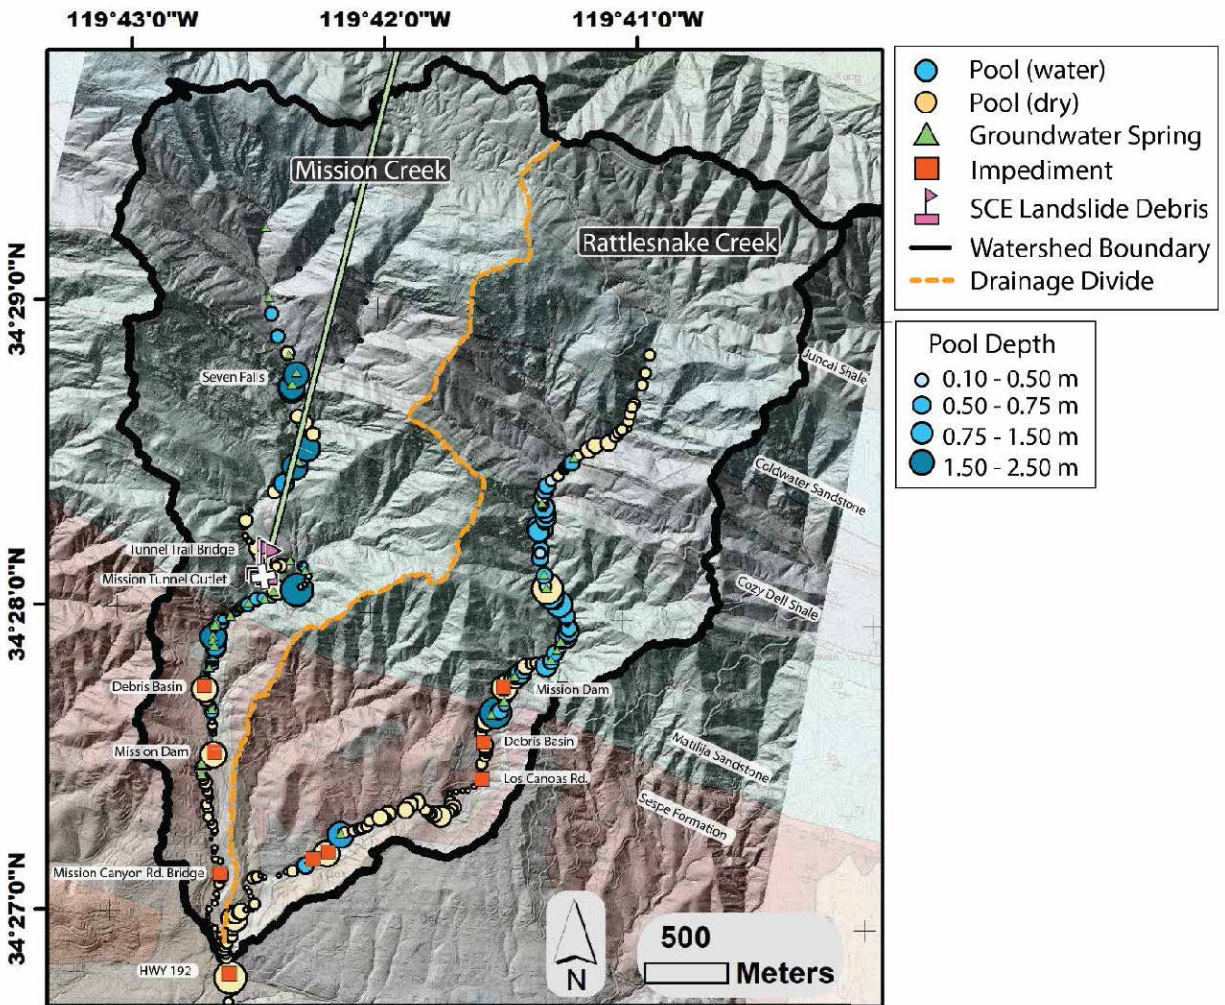 119°43'0"W
119°42'0"W
119°41'0"W
34°29'0"N
34°28'0"N
34°27'0"N
Mission Creek
Rattlesnake Creek
Seven Falls
Tunnel Trail Bridge
Mission Tunnel Outlet
Debris Basin
Mission Dam
Mission Canyon Rd. Bridge
HWY 192
Mission Dam
Debris Basin
Los Canoas Rd.
Juncal Shale
Coldwater Sandstone
Cozy Dell Shale
Matilija Sandstone
Sespe Formation
N
500
Meters
Pool (water)
Pool (dry)
Groundwater Spring
Impediment
SCE Landslide Debris
Watershed Boundary
Drainage Divide
Pool Depth
0.10 - 0.50 m
0.50 - 0.75 m
0.75 - 1.50 m
1.50 - 2.50 m